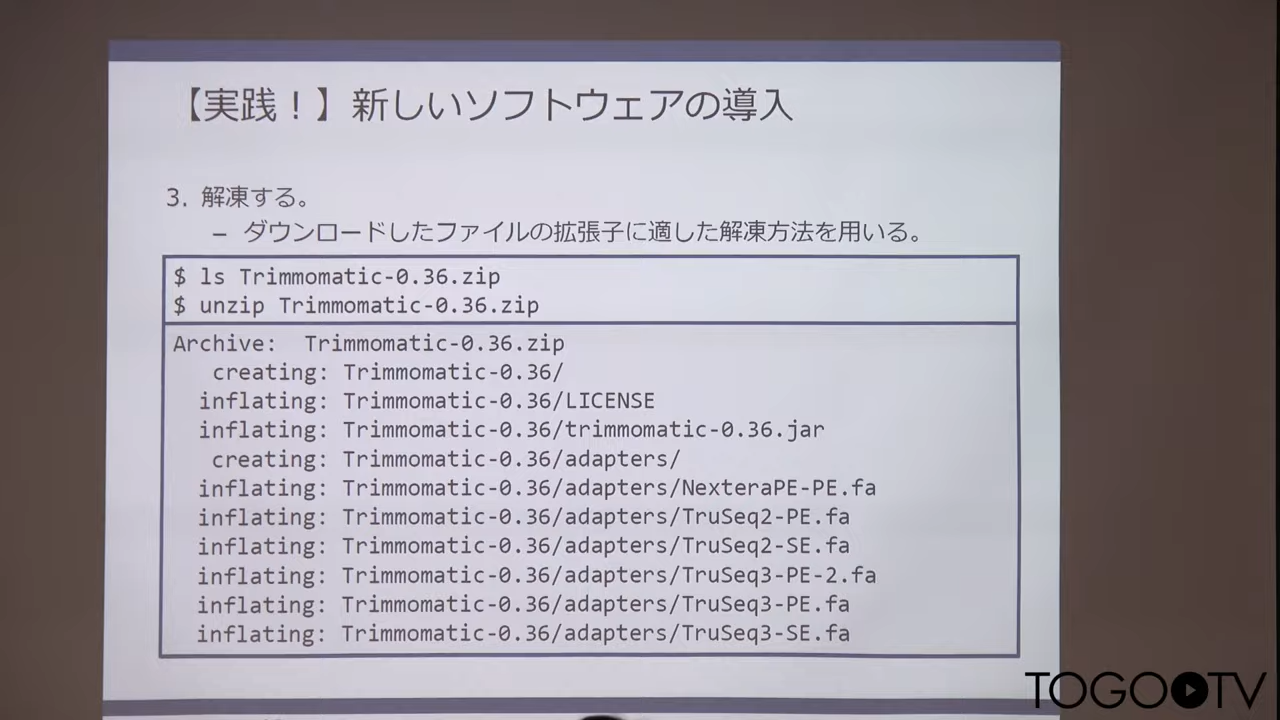 【実践！】新しいソフトウェアの導入
3. 解凍する。
– ダウンロードしたファイルの拡張子に適した解凍方法を用いる。
$ ls Trimmomatic-0.36.zip
$ unzip Trimmomatic-0.36.zip
Archive:  Trimmomatic-0.36.zip
creating: Trimmomatic-0.36/
inflating: Trimmomatic-0.36/LICENSE
inflating: Trimmomatic-0.36/trimmomatic-0.36.jar
creating: Trimmomatic-0.36/adapters/
inflating: Trimmomatic-0.36/adapters/NexteraPE-PE.fa
inflating: Trimmomatic-0.36/adapters/TruSeq2-PE.fa
inflating: Trimmomatic-0.36/adapters/TruSeq2-SE.fa
inflating: Trimmomatic-0.36/adapters/TruSeq3-PE-2.fa
inflating: Trimmomatic-0.36/adapters/TruSeq3-PE.fa
inflating: Trimmomatic-0.36/adapters/TruSeq3-SE.fa
TOGOTV